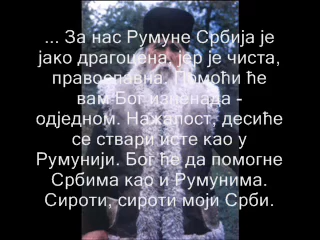 ... За нас Румуне Србија је
јако драгоцена, јер је чиста,
православна. Помоћи ће
вам Бог изненада -
одједном. Нажалост, десиће
се ствари исте као у
Румунији. Бог ће да помогне
Србима као и Румунима.
Сироти, сироти моји Срби.